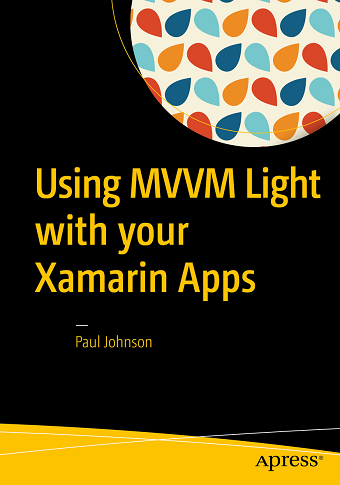 Using MVVM Light
with your
Xamarin Apps
—
Paul Johnson
APRESS®